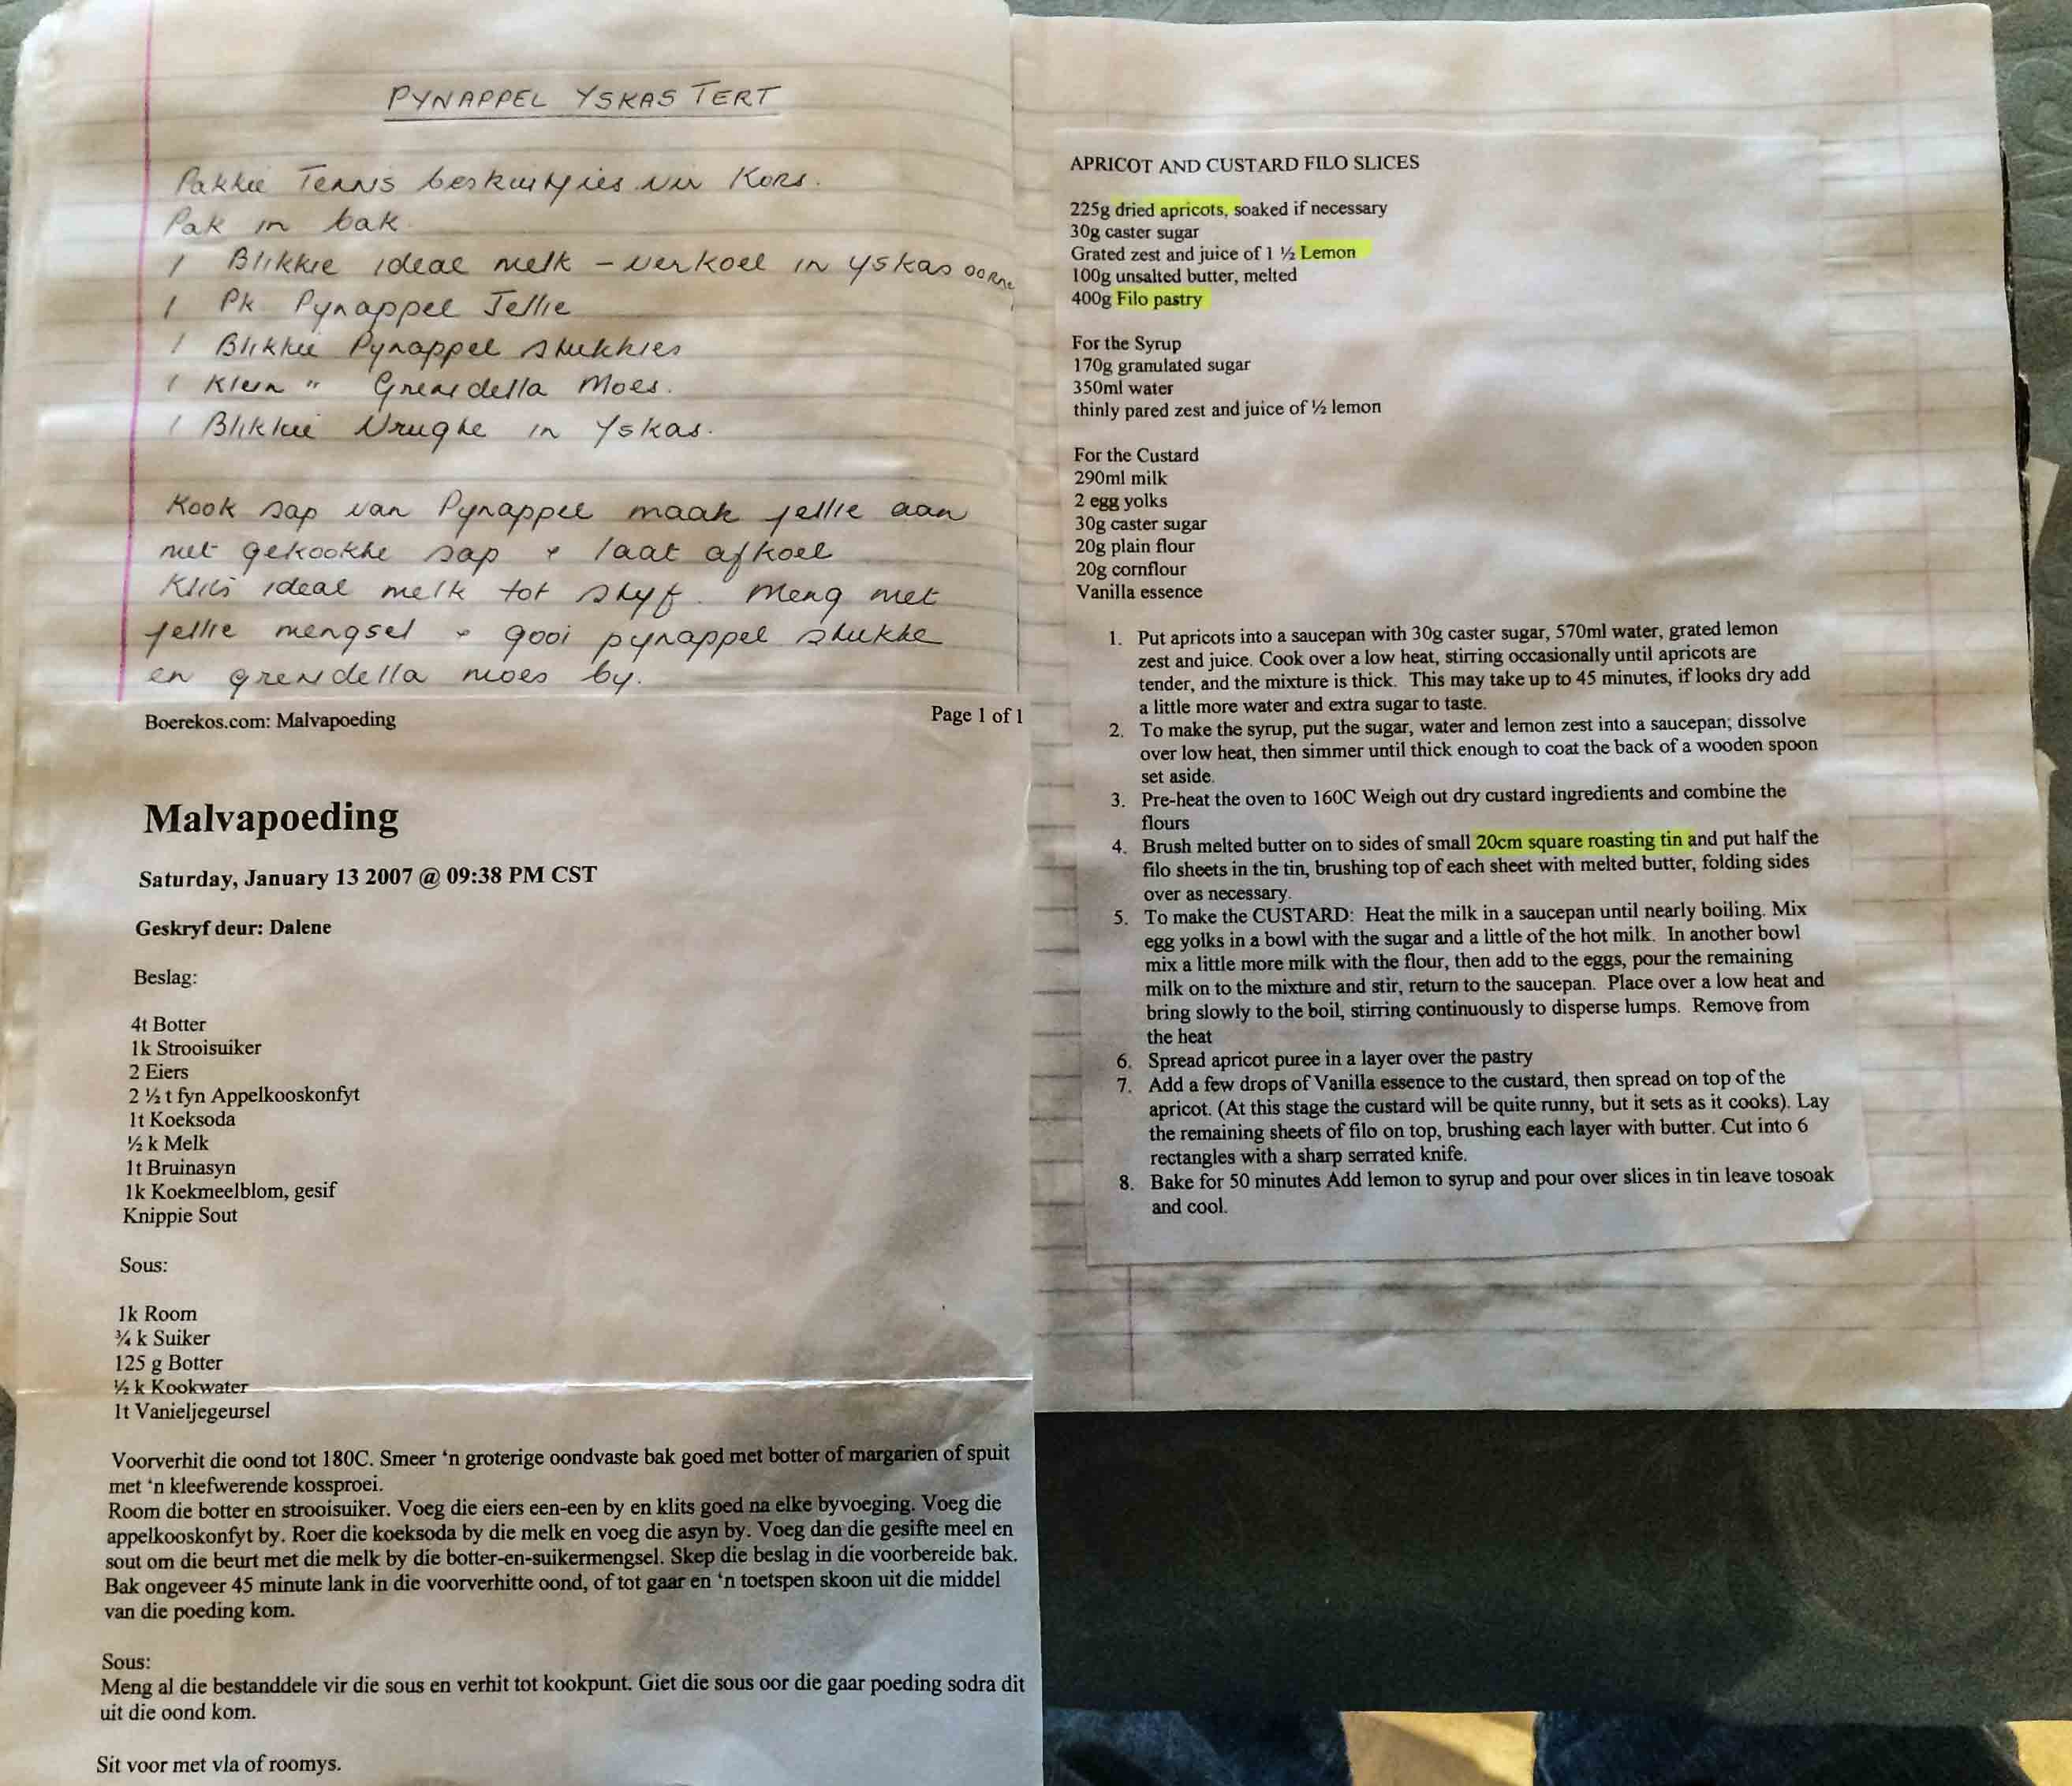 PYNAPPEL YSKAS TERT
Pakkie Tennis beskuitjies vir Kors.
Pak in bak
1 Blikkie ideal melk - verkoel in yskas oornag
1 Pk Pynappel Jellie
1 Blikkie Pynappel stukkies
1 Klein " Grenadella Moes.
1 Blikkie Vrugte in Yskas.
Kook sap van Pynappel maak jellie aan
met gekookte sap + laat afkoel
Klits ideal melk tot styf. Meng met
jellie mengsel + gooi pynappel stukke
en grenadella moes by.
Boerekos.com: Malvapoeding Page 1 of 1
Malvapoeding
Saturday, January 13 2007 @ 09:38 PM CST
Geskryf deur: Dalene
Beslag:
4t Botter
1k Strooisuiker
2 Eiers
2 ½ t fyn Appelkooskonfyt
1t Koeksoda
½ k Melk
1t Bruinasyn
1k Koekmeelblom, gesif
Knippie Sout
Sous:
1k Room
¾ k Suiker
125 g Botter
½ k Kookwater
1t Vanieljegeursel
Voorverhit die oond tot 180C. Smeer ‘n groterige oondvaste bak goed met botter of margarien of spuit
met ‘n kleefwerende kossproei.
Room die botter en strooisuiker. Voeg die eiers een-een by en klits goed na elke byvoeging. Voeg die
appelkooskonfyt by. Roer die koeksoda by die melk en voeg die asyn by. Voeg dan die gesifte meel en
sout om die beurt met die melk by die botter-en-suikermengsel. Skep die beslag in die voorbereide bak.
Bak ongeveer 45 minute lank in die voorverhitte oond, of tot gaar en ‘n toetspen skoon uit die middel
van die poeding kom.
Sous:
Meng al die bestanddele vir die sous en verhit tot kookpunt. Giet die sous oor die gaar poeding sodra dit
uit die oond kom.
Sit voor met vla of roomys.
APRICOT AND CUSTARD FILO SLICES
225g dried apricots, soaked if necessary
30g caster sugar
Grated zest and juice of 1 ½ Lemon
100g unsalted butter, melted
400g Filo pastry
For the Syrup
170g granulated sugar
350ml water
thinly pared zest and juice of ½ lemon
For the Custard
290ml milk
2 egg yolks
30g caster sugar
20g plain flour
20g cornflour
Vanilla essence
1. Put apricots into a saucepan with 30g caster sugar, 570ml water, grated lemon
zest and juice. Cook over a low heat, stirring occasionally until apricots are
tender, and the mixture is thick. This may take up to 45 minutes, if looks dry add
a little more water and extra sugar to taste.
2. To make the syrup, put the sugar, water and lemon zest into a saucepan; dissolve
over low heat, then simmer until thick enough to coat the back of a wooden spoon
set aside.
3. Pre-heat the oven to 160C Weigh out dry custard ingredients and combine the
flours
4. Brush melted butter on to sides of small 20cm square roasting tin and put half the
filo sheets in the tin, brushing top of each sheet with melted butter, folding sides
over as necessary.
5. To make the CUSTARD: Heat the milk in a saucepan until nearly boiling. Mix
egg yolks in a bowl with the sugar and a little of the hot milk. In another bowl
mix a little more milk with the flour, then add to the eggs, pour the remaining
milk on to the mixture and stir, return to the saucepan. Place over a low heat and
bring slowly to the boil, stirring continuously to disperse lumps. Remove from
the heat
6. Spread apricot puree in a layer over the pastry
7. Add a few drops of Vanilla essence to the custard, then spread on top of the
apricot. (At this stage the custard will be quite runny, but it sets as it cooks). Lay
the remaining sheets of filo on top, brushing each layer with butter. Cut into 6
rectangles with a sharp serrated knife.
8. Bake for 50 minutes Add lemon to syrup and pour over slices in tin leave tosoak
and cool.